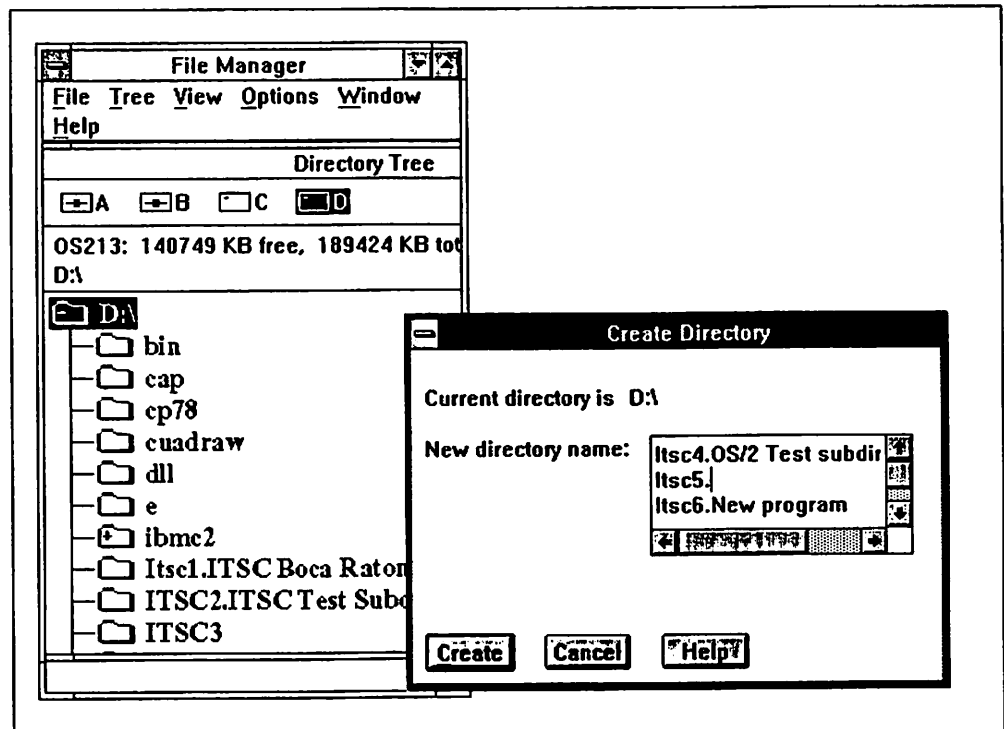 File Manager
File Tree View Options Window
Help
Directory Tree
A B C D
OS213: 140749 KB free, 189424 KB tot
D:\
D:\
bin
cap
cp78
cuadraw
dll
e
ibmc2
Itsc1.ITSC Boca Raton
ITSC2.ITSC Test Subd
ITSC3
Create Directory
Current directory is D:\
New directory name:
Itsc4.OS/2 Test subdir
Itsc5.
Itsc6.New program
Create Cancel Help